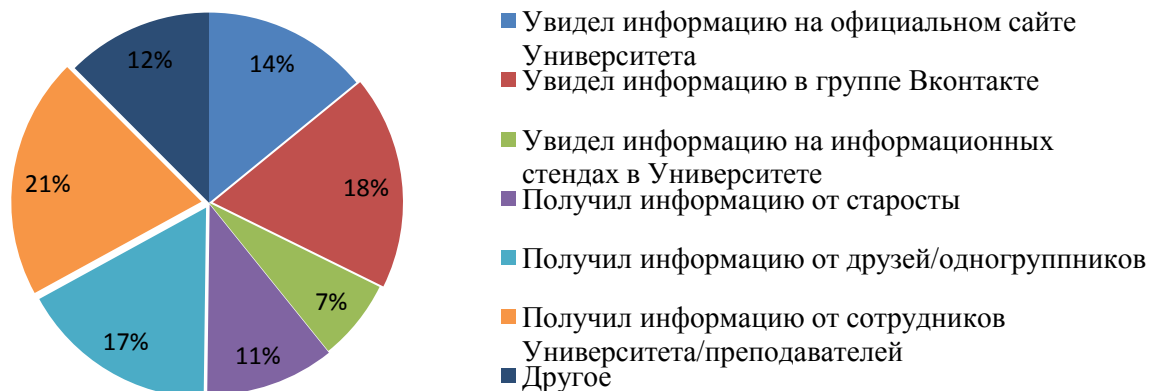 12%
14%
21%
18%
7%
17%
11%
Увидел информацию на официальном сайте
Университета
Увидел информацию в группе Вконтакте
Увидел информацию на информационных
стендах в Университете
Получил информацию от старосты
Получил информацию от друзей/одногруппников
Получил информацию от сотрудников
Университета/преподавателей
Другое